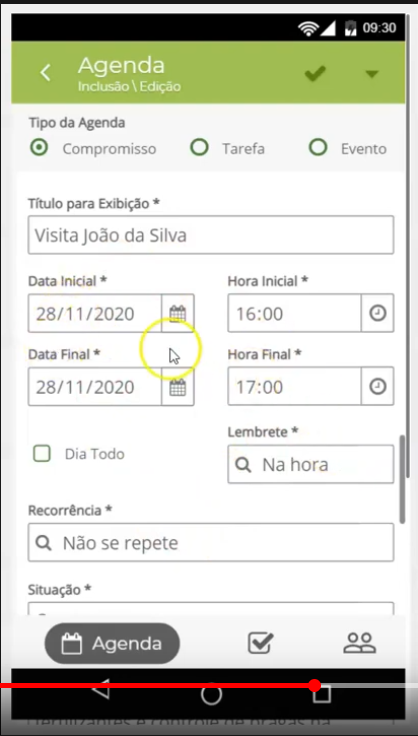 09:30
Agenda
Inclusão \ Edição
Tipo da Agenda
Compromisso Tarefa Evento
Título para Exibição *
Visita João da Silva
Data Inicial * Hora Inicial *
28/11/2020 16:00
Data Final * Hora Final *
28/11/2020 17:00
Lembrete *
Dia Todo Na hora
Recorrência *
Não se repete
Situação *
Agenda